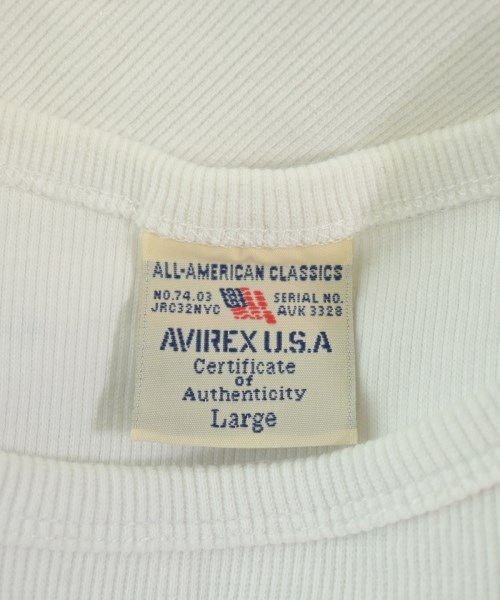 ALL-AMERICAN CLASSICS
NO.74.03 SERIAL NO.
JRC32NYC AVK 3328
AVIREX U.S.A
Certificate
of
Authenticity
Large